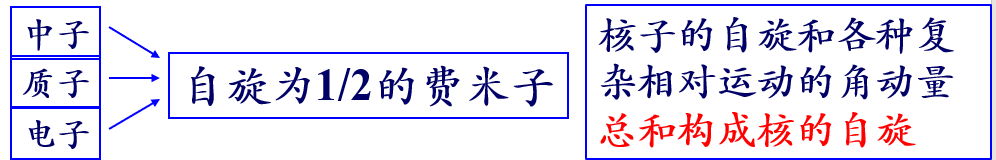 中子
质子
电子
自旋为1/2的费米子
核子的自旋和各种复
杂相对运动的角动量
总和构成核的自旋